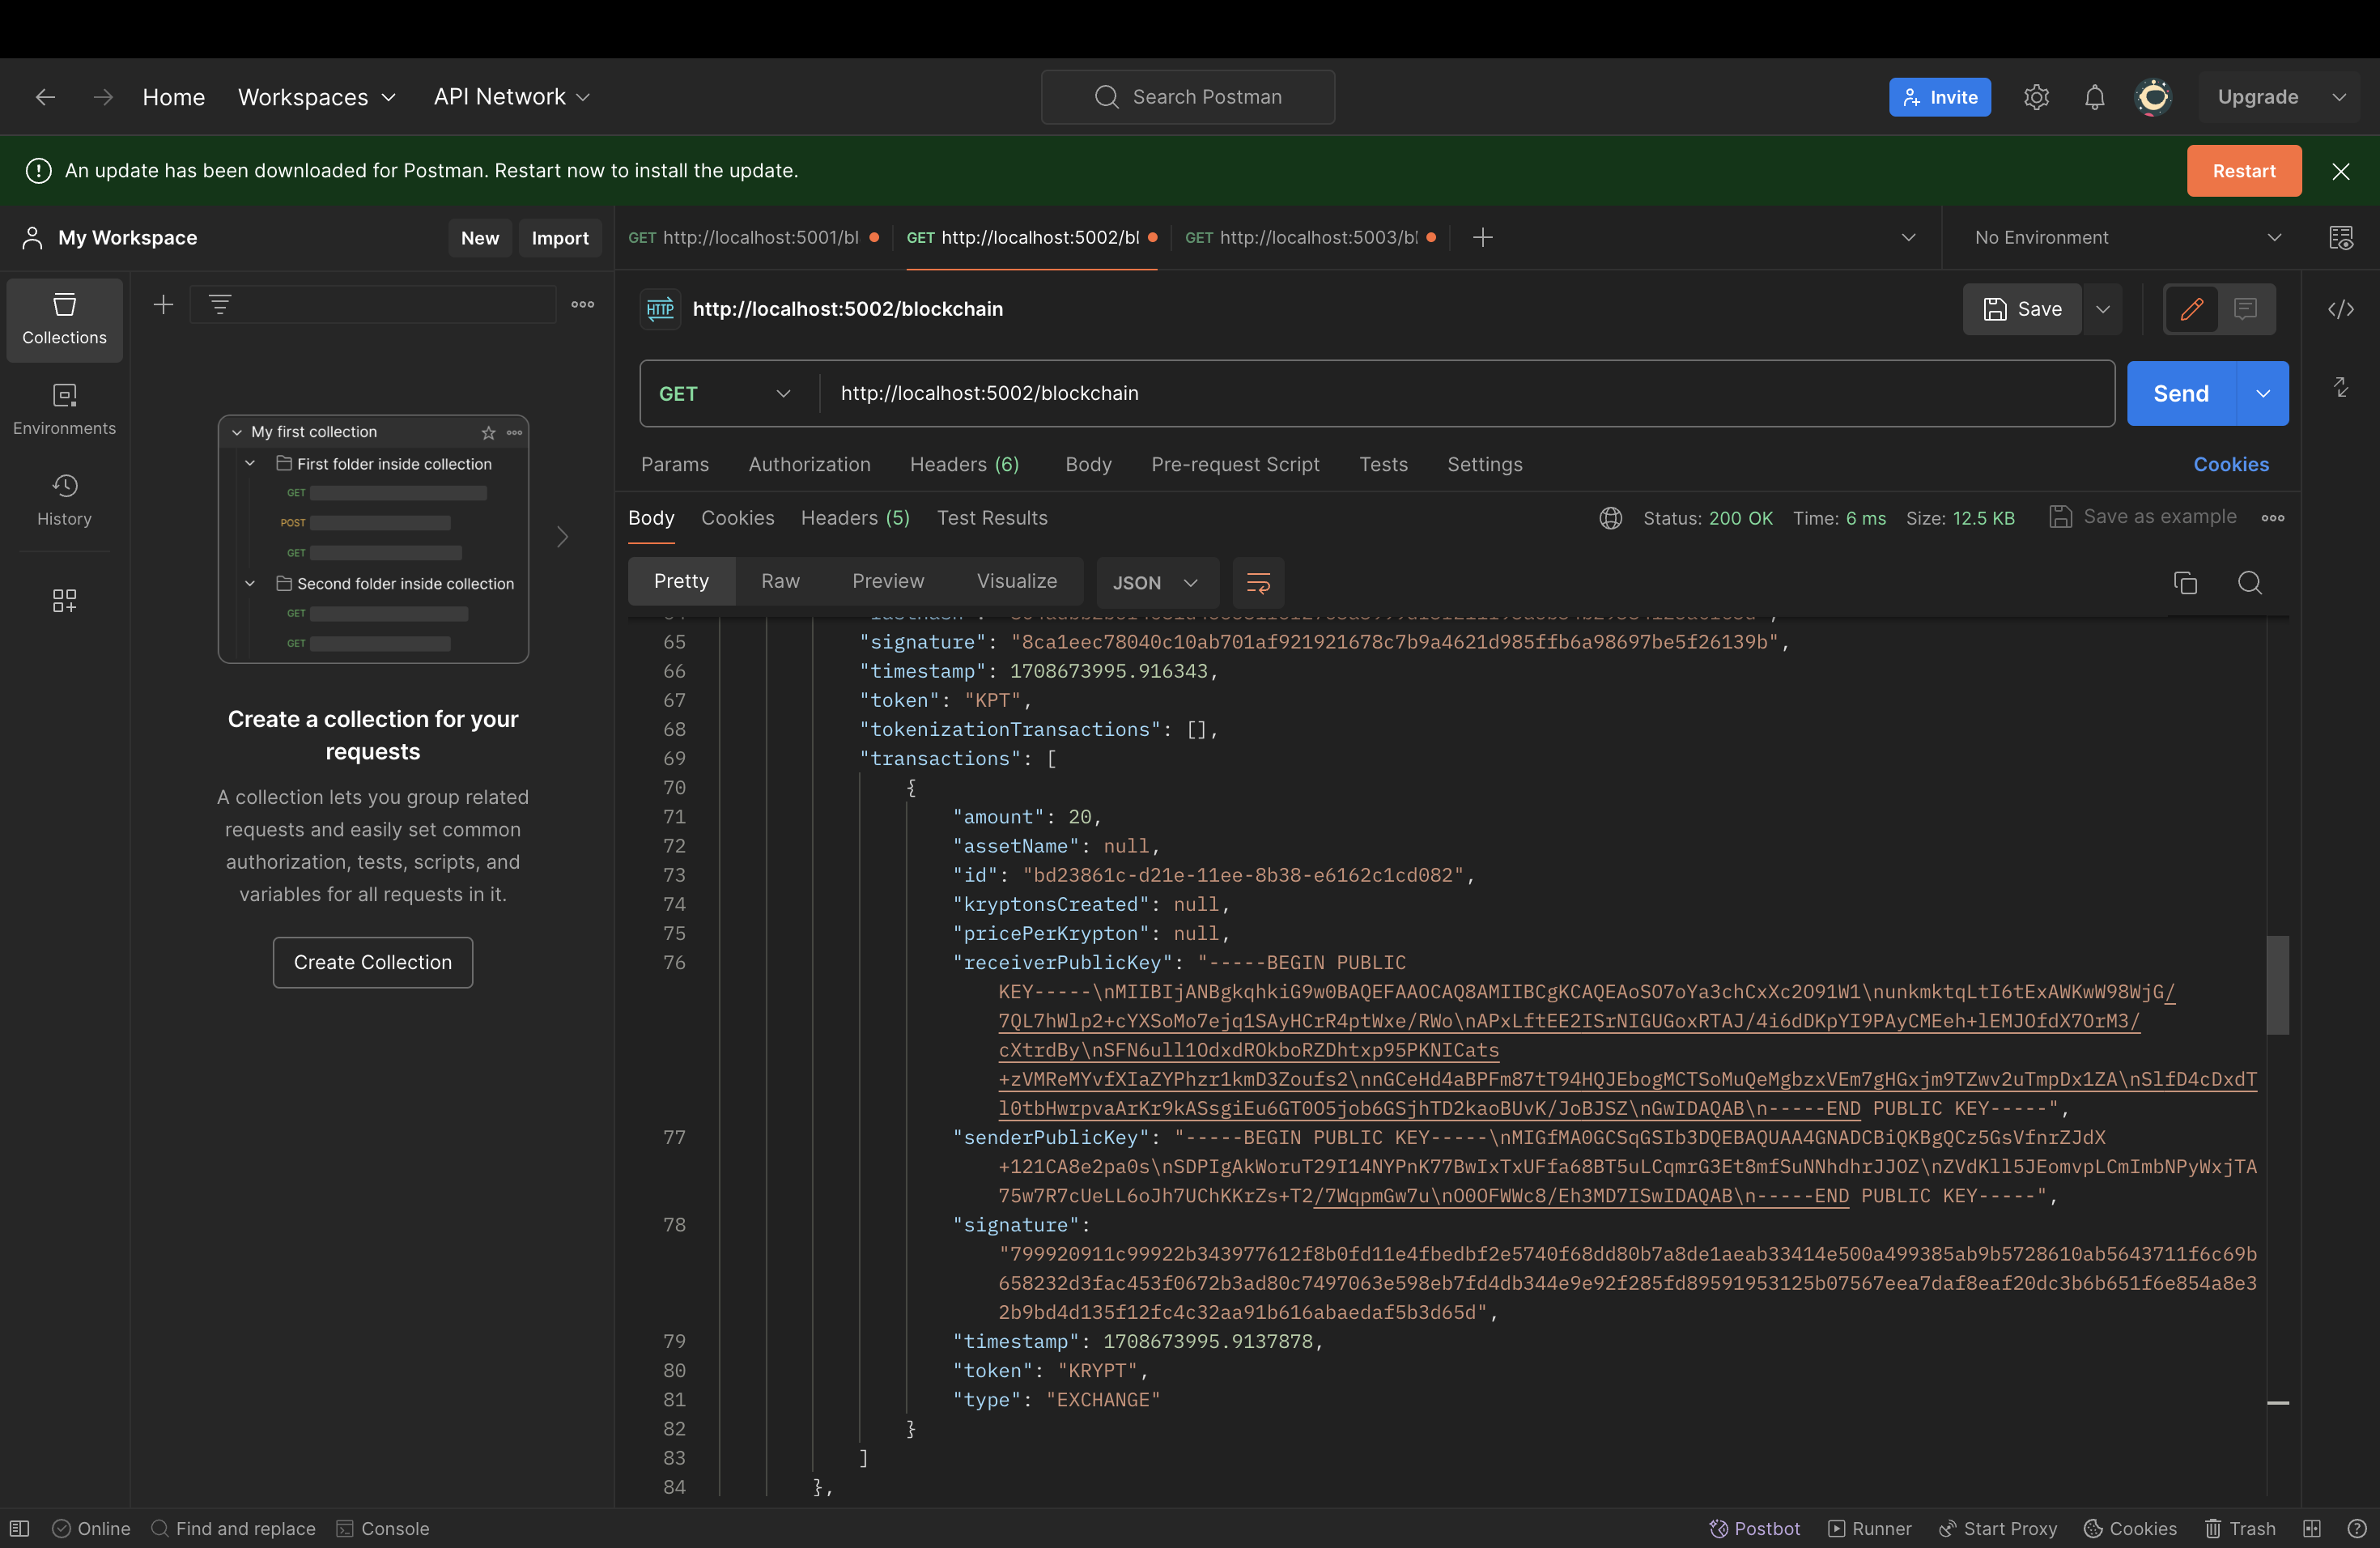 Home Workspaces API Network Search Postman Invite Upgrade
An update has been downloaded for Postman. Restart now to install the update. Restart
My Workspace New Import GET http://localhost:5001/bl GET http://localhost:5002/bl GET http://localhost:5003/bl No Environment
Collections
Environments
History
My first collection
First folder inside collection
GET
POST
GET
Second folder inside collection
GET
GET
Create a collection for your
requests
A collection lets you group related
requests and easily set common
authorization, tests, scripts, and
variables for all requests in it.
Create Collection
HTTP http://localhost:5002/blockchain Save
GET http://localhost:5002/blockchain Send
Params Authorization Headers (6) Body Pre-request Script Tests Settings Cookies
Body Cookies Headers (5) Test Results Status: 200 OK Time: 6 ms Size: 12.5 KB Save as example
Pretty Raw Preview Visualize JSON
65 "signature": "8ca1eec78040c10ab701af921921678c7b9a4621d985ffb6a98697be5f26139b",
66 "timestamp": 1708673995.916343,
67 "token": "KPT",
68 "tokenizationTransactions": [],
69 "transactions": [
70 {
71 "amount": 20,
72 "assetName": null,
73 "id": "bd23861c-d21e-11ee-8b38-e6162c1cd082",
74 "kryptonsCreated": null,
75 "pricePerKrypton": null,
76 "receiverPublicKey": "-----BEGIN PUBLIC
KEY-----\nMIIBIjANBgkqhkiG9w0BAQEFAAOCAQ8AMIIBCgKCAQEAoSO7oYa3chCxXc2O91W1\nunkmktqLtI6tExAWKwW98WjG/
7QL7hWlp2+cYXSoMo7ejq1SAyHCrR4ptWxe/RWo\nAPxLftEE2ISrNIGUGoxRTAJ/4i6dDKpYI9PAyCMEeh+lEMJOfdX7OrM3/
cXtrdBy\nSFN6ull1OdxdROkboRZDhtxp95PKNICats
+zVMReMYvfXIaZYPhzr1kmD3Zoufs2\nnGCeHd4aBPFm87tT94HQJEbogMCTSoMuQeMgbzxVEm7gHGxjm9TZwv2uTmpDx1ZA\nSlfD4cDxdT
l0tbHwrpvaArKr9kASsgiEu6GT0O5job6GSjhTD2kaoBUvK/JoBJSZ\nGwIDAQAB\n-----END PUBLIC KEY-----",
77 "senderPublicKey": "-----BEGIN PUBLIC KEY-----\nMIGfMA0GCSqGSIb3DQEBAQUAA4GNADCBiQKBgQCz5GsVfnrZJdX
+121CA8e2pa0s\nSDPIgAkWoruT29I14NYPnK77BwIxTxUFfa68BT5uLCqmrG3Et8mfSuNNhdhrJJOZ\nZVdKll5JEomvpLCmImbNPyWxjTA
75w7R7cUeLL6oJh7UChKKrZs+T2/7WqpmGw7u\nO0OFWWc8/Eh3MD7ISwIDAQAB\n-----END PUBLIC KEY-----",
78 "signature":
"799920911c99922b343977612f8b0fd11e4fbedbf2e5740f68dd80b7a8de1aeab33414e500a499385ab9b5728610ab5643711f6c69b
658232d3fac453f0672b3ad80c7497063e598eb7fd4db344e9e92f285fd89591953125b07567eea7daf8eaf20dc3b6b651f6e854a8e3
2b9bd4d135f12fc4c32aa91b616abaedaf5b3d65d",
79 "timestamp": 1708673995.9137878,
80 "token": "KRYPT",
81 "type": "EXCHANGE"
82 }
83 ]
84 },
Online Find and replace Console Postbot Runner Start Proxy Cookies Trash